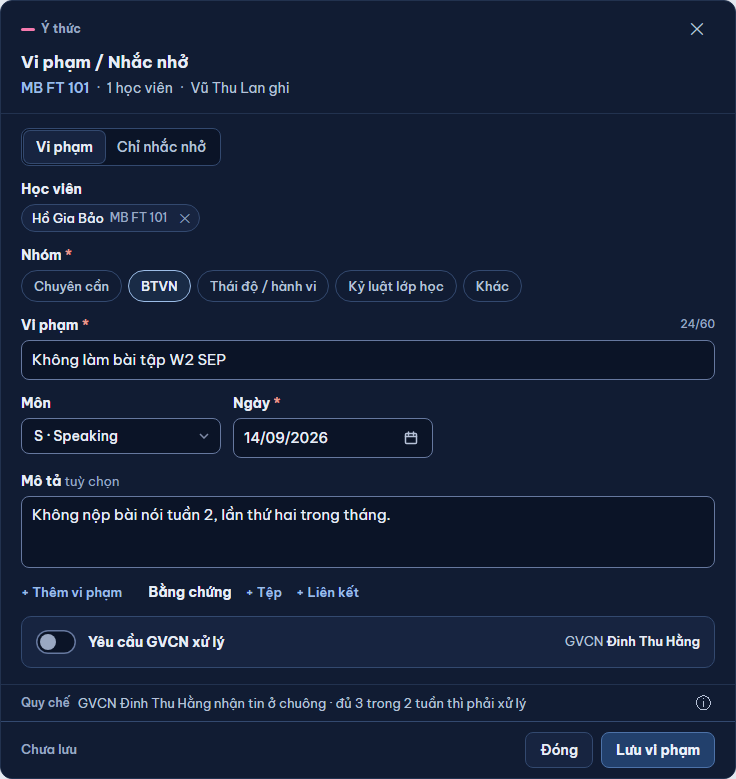 Ý thức
Vi phạm / Nhắc nhở
MB FT 101 · 1 học viên · Vũ Thu Lan ghi
Vi phạm Chỉ nhắc nhở
Học viên
Hồ Gia Bảo MB FT 101
Nhóm *
Chuyên cần BTVN Thái độ / hành vi Kỷ luật lớp học Khác
Vi phạm * 24/60
Không làm bài tập W2 SEP
Môn Ngày *
S · Speaking 14/09/2026
Mô tả tuỳ chọn
Không nộp bài nói tuần 2, lần thứ hai trong tháng.
+ Thêm vi phạm Bằng chứng + Tệp + Liên kết
Yêu cầu GVCN xử lý GVCN Đinh Thu Hằng
Quy chế GVCN Đinh Thu Hằng nhận tin ở chuông · đủ 3 trong 2 tuần thì phải xử lý
Chưa lưu Đóng Lưu vi phạm